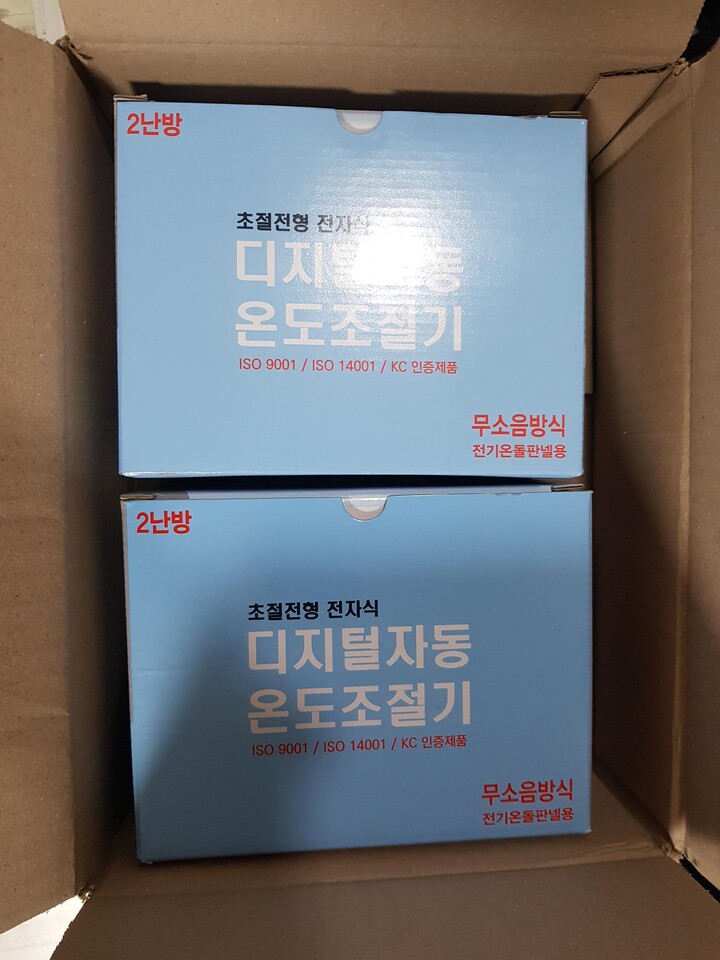 2난방
초절전형 전자식
디지털자동
온도조절기
ISO 9001 / ISO 14001 / KC 인증제품
무소음방식
전기온돌판넬용
2난방
초절전형 전자식
디지털자동
온도조절기
ISO 9001 / ISO 14001 / KC 인증제품
무소음방식
전기온돌판넬용